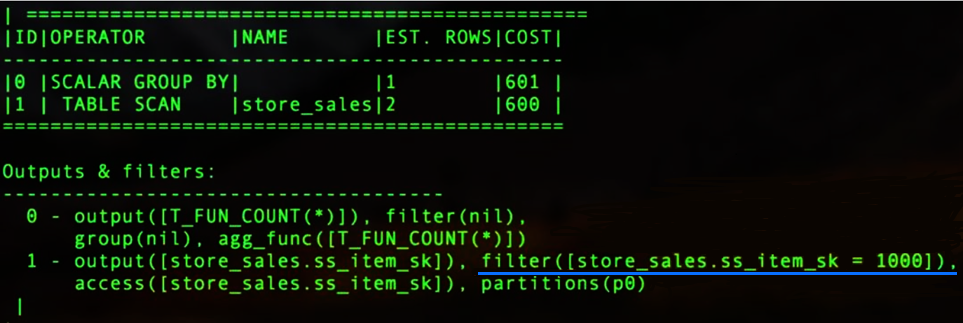 | ===========================================
|ID|OPERATOR |NAME |EST. ROWS|COST|
-------------------------------------------
|0 |SCALAR GROUP BY| |1 |601 |
|1 | TABLE SCAN |store_sales|2 |600 |
===========================================
Outputs & filters:
-------------------------------------
0 - output([T_FUN_COUNT(*)]), filter(nil),
group(nil), agg_func([T_FUN_COUNT(*)])
1 - output([store_sales.ss_item_sk]), filter([store_sales.ss_item_sk = 1000]),
access([store_sales.ss_item_sk]), partitions(p0)
|